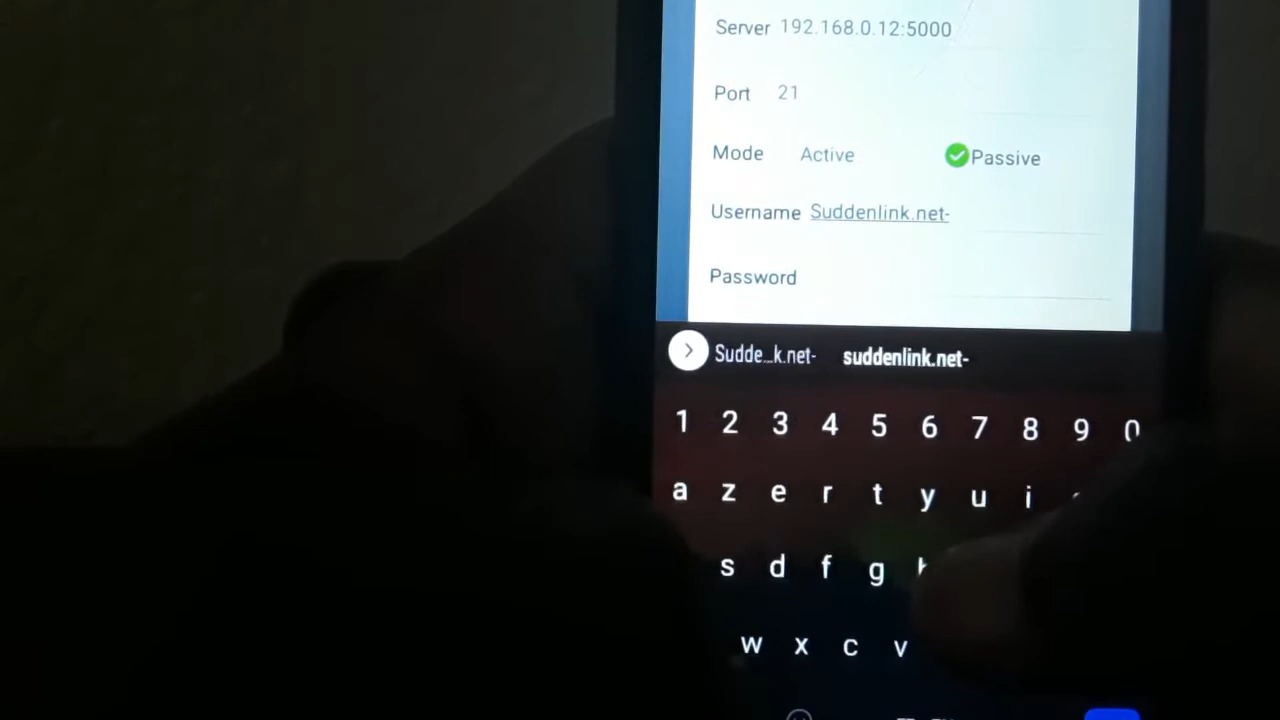 Server 192.168.0.12:5000
Port 21
Mode Active Passive
Username Suddenlink.net-
Password
Sudde...k.net- suddenlink.net-
1 2 3 4 5 6 7 8 9 0
a z e r t y u i
s d f g
w x c v